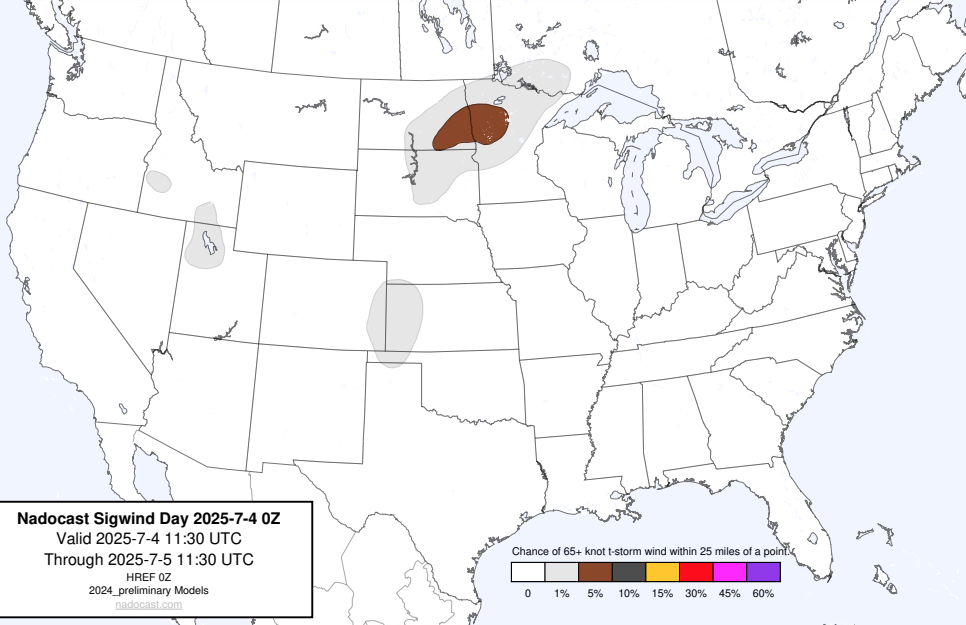 Nadocast Sigwind Day 2025-7-4 0Z
Valid 2025-7-4 11:30 UTC
Through 2025-7-5 11:30 UTC
HREF 0Z
2024_preliminary Models
nadocast.com
Chance of 65+ knot t-storm wind within 25 miles of a point.
0 1% 5% 10% 15% 30% 45% 60%